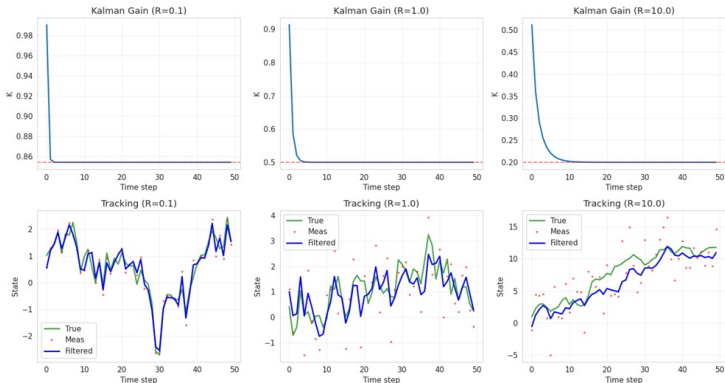 Kalman Gain (R=0.1)
0.98
0.96
0.94
0.92
0.90
0.88
0.86
K
0 10 20 30 40 50
Time step
Kalman Gain (R=1.0)
0.9
0.8
0.7
0.6
0.5
K
0 10 20 30 40 50
Time step
Kalman Gain (R=10.0)
0.50
0.45
0.40
0.35
0.30
0.25
0.20
K
0 10 20 30 40 50
Time step
Tracking (R=0.1)
2
1
0
−1
−2
State
True
Meas
Filtered
0 10 20 30 40 50
Time step
Tracking (R=1.0)
4
3
2
1
0
−1
State
True
Meas
Filtered
0 10 20 30 40 50
Time step
Tracking (R=10.0)
15
10
5
0
−5
State
True
Meas
Filtered
0 10 20 30 40 50
Time step